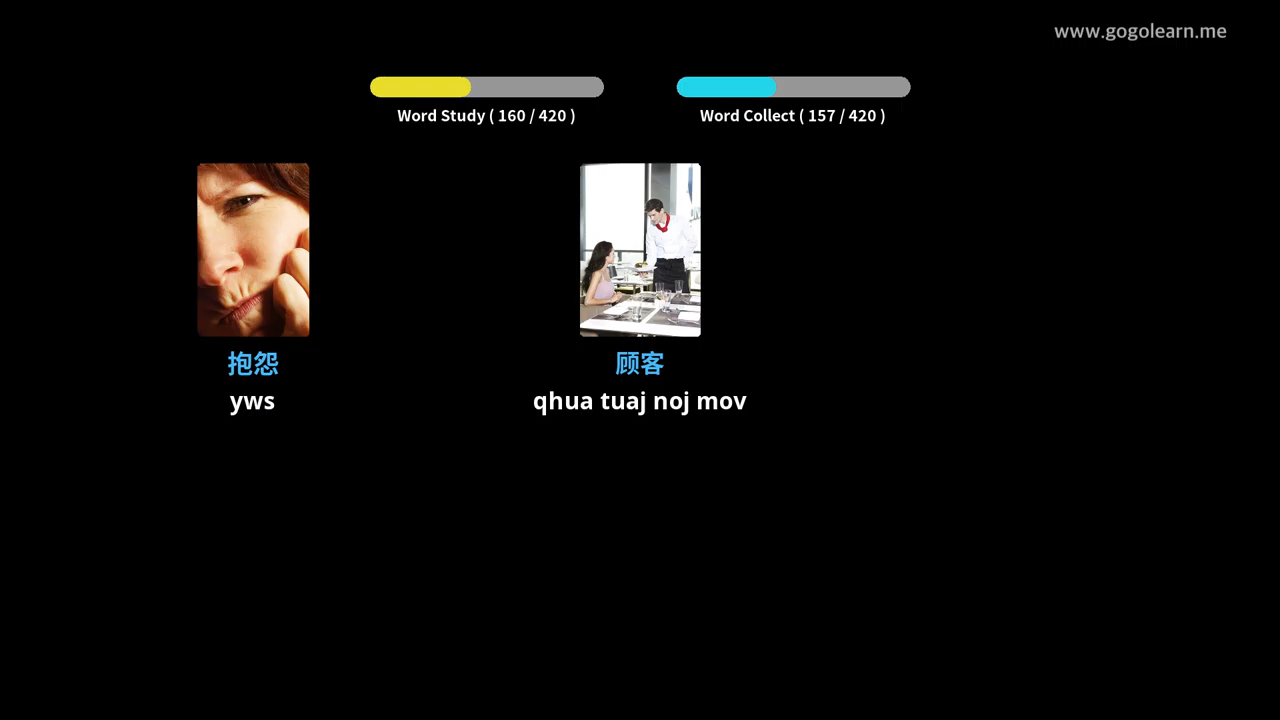 www.gogolearn.me
Word Study ( 160 / 420 )
Word Collect ( 157 / 420 )
抱怨
yws
顾客
qhua tuaj noj mov